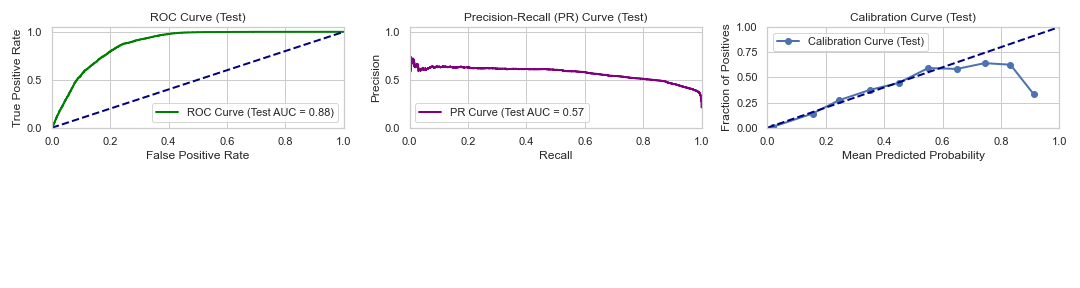 ROC Curve (Test)
True Positive Rate
1.0
0.5
0.0
ROC Curve (Test AUC = 0.88)
0.0 0.2 0.4 0.6 0.8 1.0
False Positive Rate
Precision-Recall (PR) Curve (Test)
Precision
1.0
0.5
0.0
PR Curve (Test AUC = 0.57
0.0 0.2 0.4 0.6 0.8 1.0
Recall
Calibration Curve (Test)
Fraction of Positives
1.00
0.75
0.50
0.25
0.00
Calibration Curve (Test)
0.0 0.2 0.4 0.6 0.8 1.0
Mean Predicted Probability